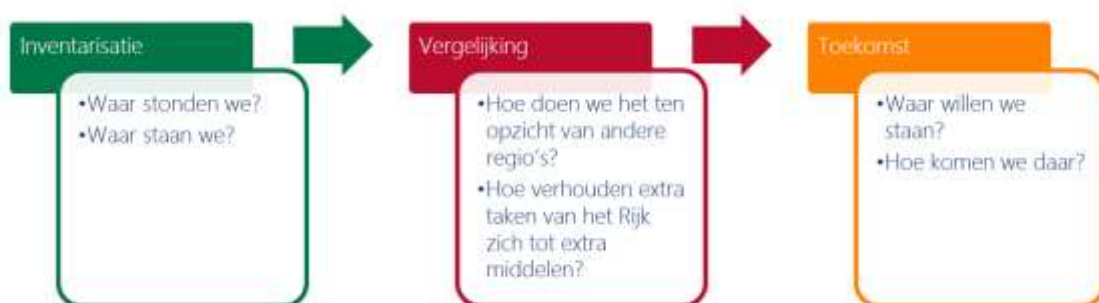 Inventarisatie
•Waar stonden we?
•Waar staan we?
Vergelijking
•Hoe doen we het ten
opzicht van andere
regio's?
•Hoe verhouden extra
taken van het Rijk
zich tot extra
middelen?
Toekomst
•Waar willen we
staan?
•Hoe komen we daar?